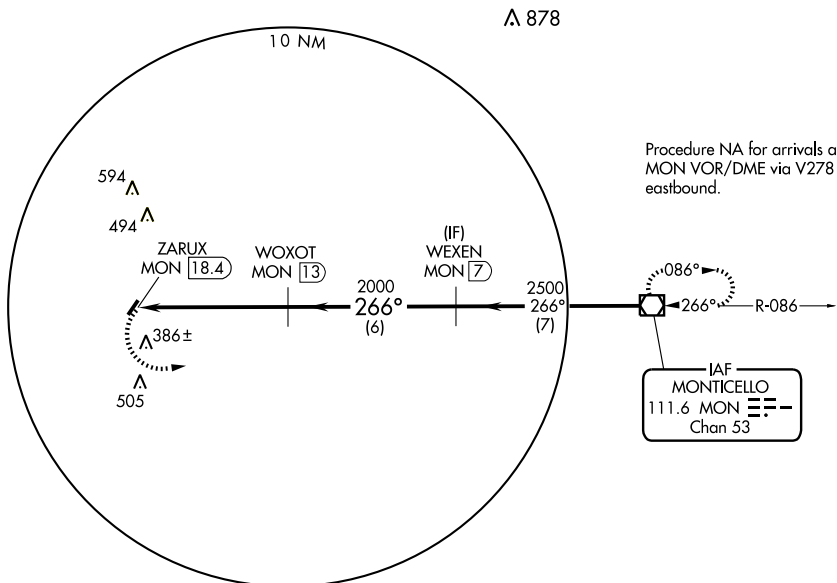 878
10 NM
Procedure NA for arrivals a
MON VOR/DME via V278
eastbound.
594
494
ZARUX
MON 18.4
WOXOT
MON 13
(IF)
WEXEN
MON 7
2000
266°
(6)
2500
266°
(7)
086°
266°
R-086
386±
505
IAF
MONTICELLO
111.6 MON
Chan 53